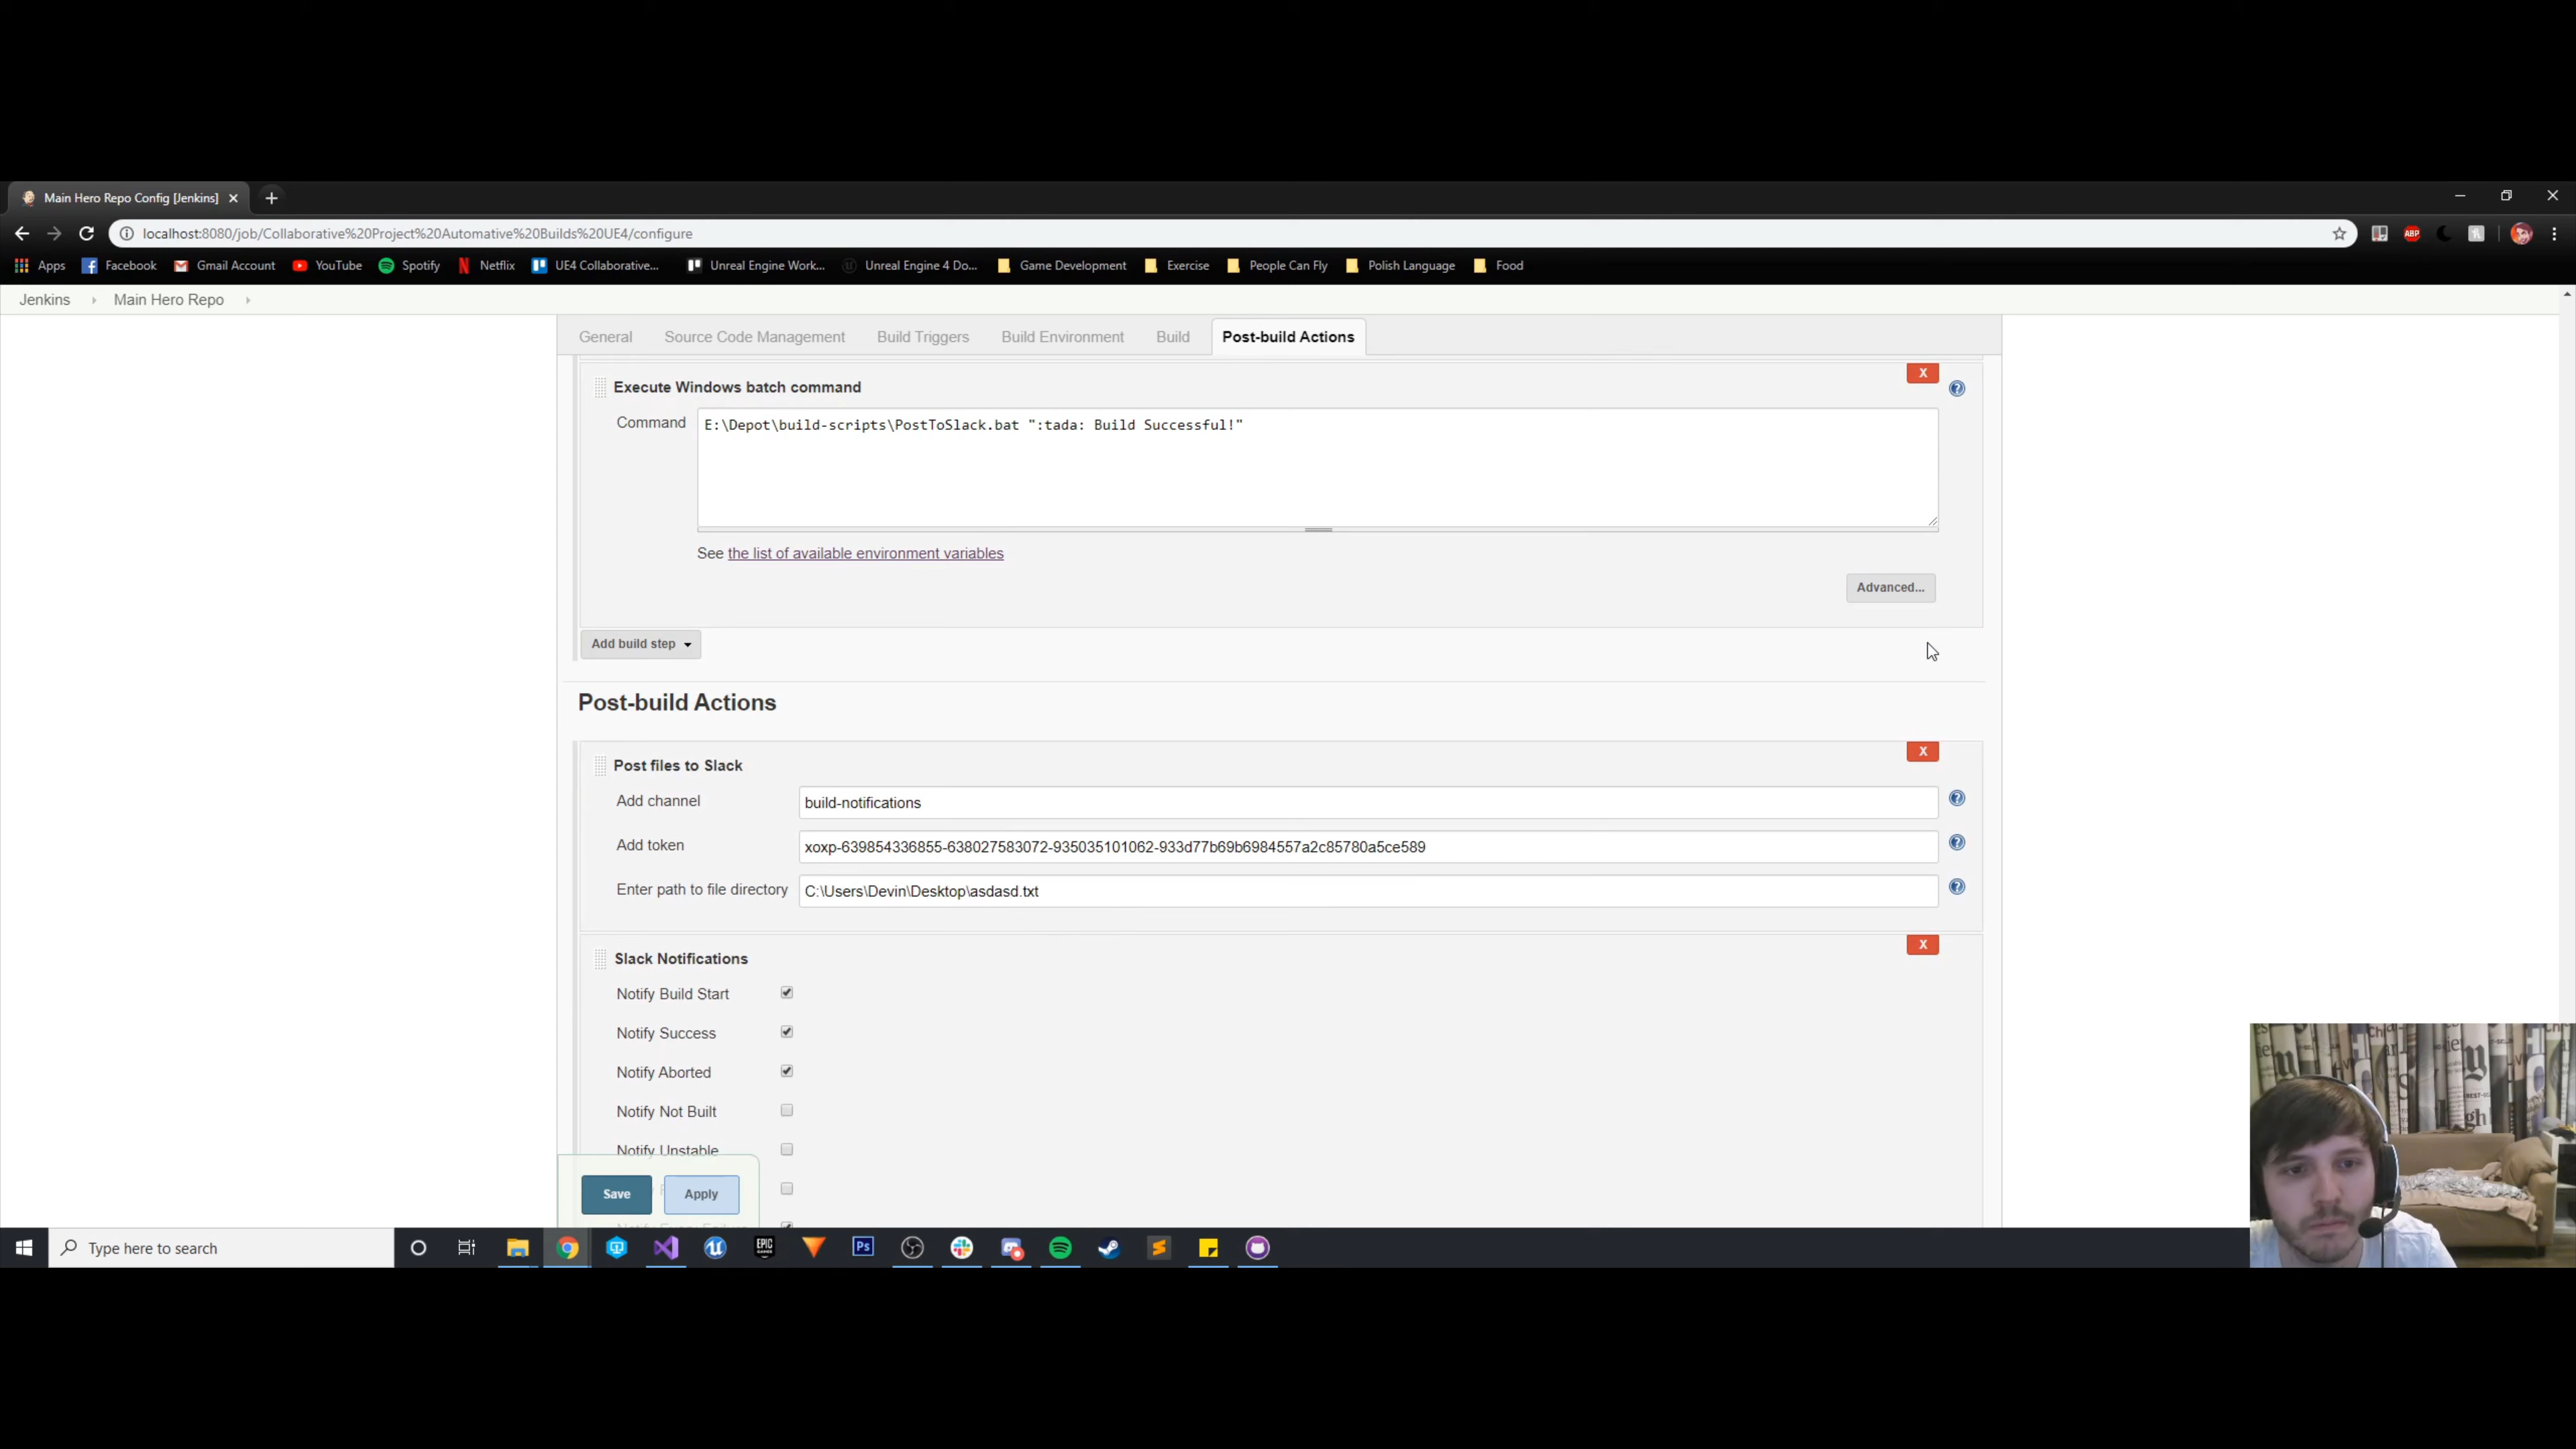 Main Hero Repo Config [Jenkins]
localhost:8080/job/Collaborative%20Project%20Automative%20Builds%20UE4/configure
Apps Facebook Gmail Account YouTube Spotify Netflix UE4 Collaborative... Unreal Engine Work... Unreal Engine 4 Do... Game Development Exercise People Can Fly Polish Language Food
Jenkins Main Hero Repo
General Source Code Management Build Triggers Build Environment Build Post-build Actions
Execute Windows batch command
X
Command E:\Depot\build-scripts\PostToSlack.bat ":tada: Build Successful!"
See the list of available environment variables
Advanced...
Add build step
Post-build Actions
X
Post files to Slack
Add channel build-notifications
Add token xoxp-639854336855-638027583072-935035101062-933d77b69b6984557a2c85780a5ce589
Enter path to file directory C:\Users\Devin\Desktop\asdasd.txt
X
Slack Notifications
Notify Build Start
Notify Success
Notify Aborted
Notify Not Built
Notify Unstable
Save Apply
Type here to search